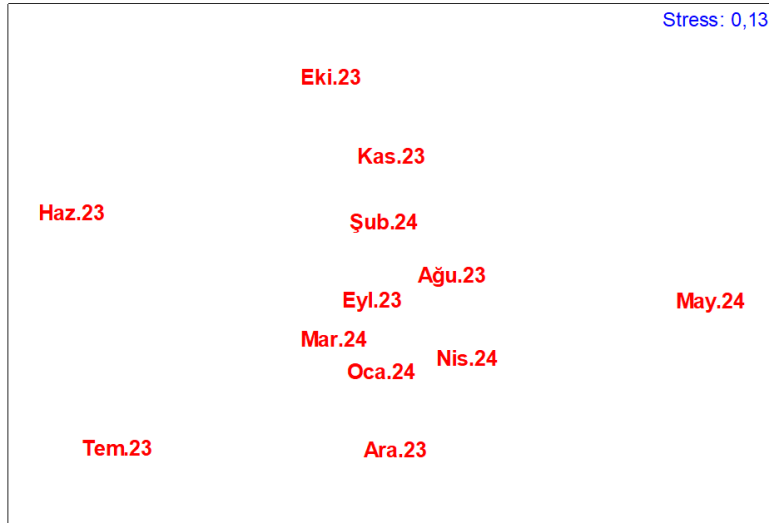 Stress: 0,13
Eki.23
Kas.23
Haz.23
Şub.24
Ağu.23
Eyl.23
May.24
Mar.24
Nis.24
Oca.24
Tem.23
Ara.23